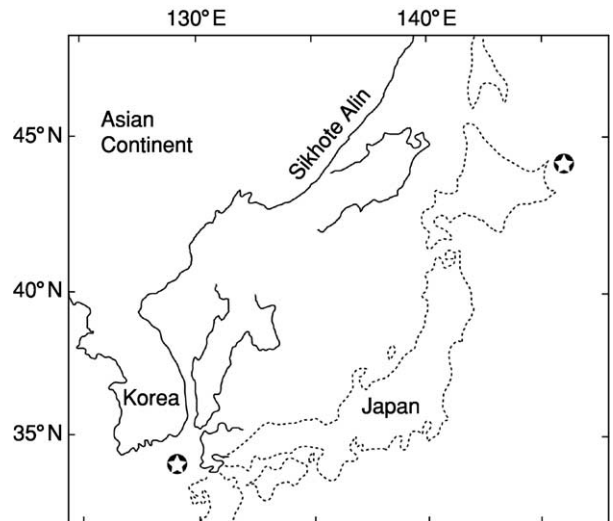 130°E 140°E
45°N
Asian
Continent
Sikhote Alin
40°N
Korea
Japan
35°N